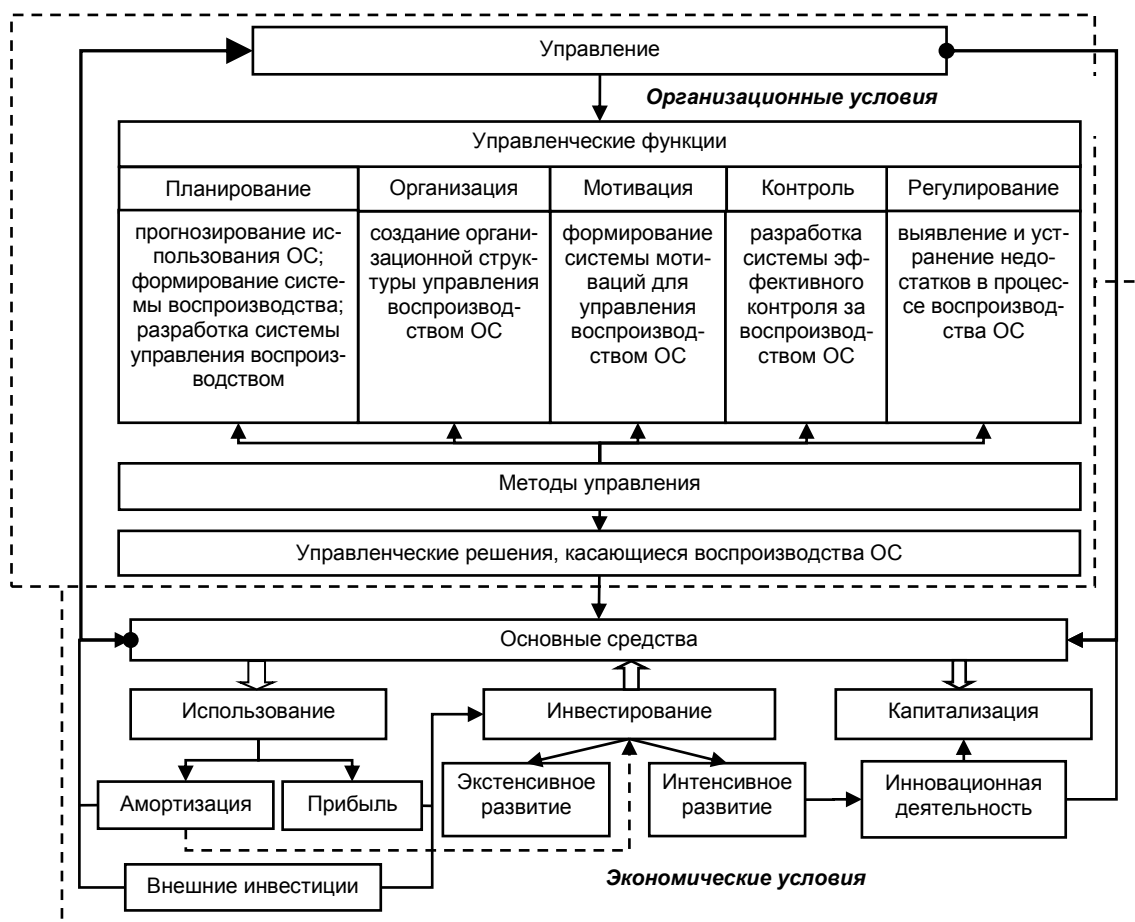 Управление
Организационные условия
Управленческие функции
Планирование
Организация
Мотивация
Контроль
Регулирование
прогнозирование ис-
пользования ОС;
формирование систе-
мы воспроизводства;
разработка системы
управления воспроиз-
водством
создание органи-
зационной струк-
туры управления
воспроизвод-
ством ОС
формирование
системы моти-
ваций для
управления
воспроизвод-
ством ОС
разработка
системы эф-
фективного
контроля за
воспроизвод-
ством ОС
выявление и уст-
ранение недо-
статков в процес-
се воспроизвод-
ства ОС
Методы управления
Управленческие решения, касающиеся воспроизводства ОС
Основные средства
Использование
Инвестирование
Капитализация
Амортизация
Прибыль
Экстенсивное
развитие
Интенсивное
развитие
Инновационная
деятельность
Внешние инвестиции
Экономические условия